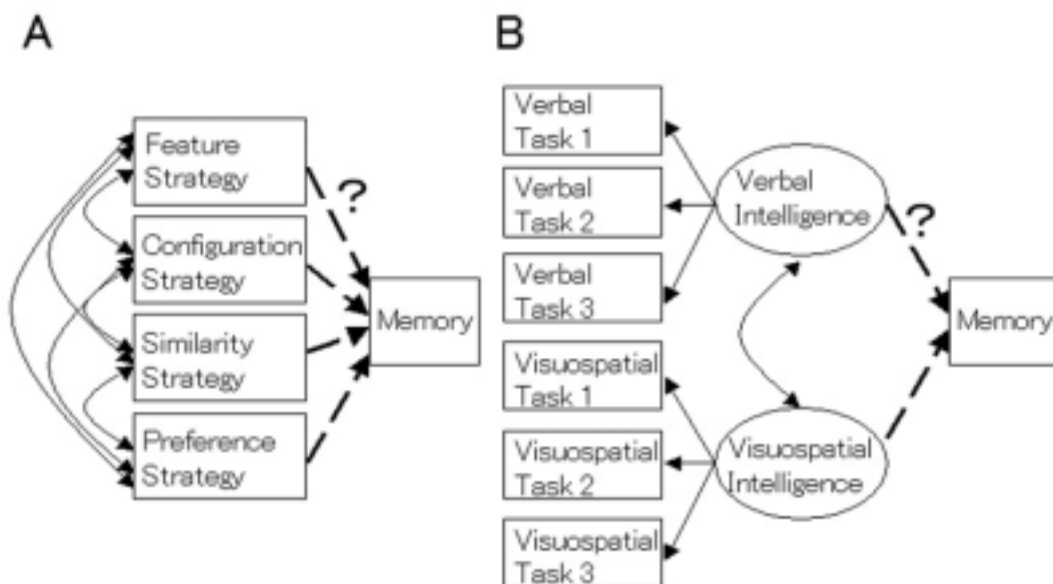 A
Feature
Strategy
Configuration
Strategy
Similarity
Strategy
Preference
Strategy
?
Memory
B
Verbal
Task 1
Verbal
Task 2
Verbal
Task 3
Visuospatial
Task 1
Visuospatial
Task 2
Visuospatial
Task 3
Verbal
Intelligence
Visuospatial
Intelligence
?
Memory